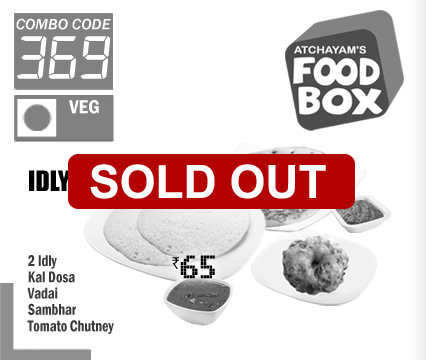 COMBO CODE
369
VEG
ATCHAYAM'S
FOOD
BOX
IDLY
SOLD OUT
₹65
2 Idly
Kal Dosa
Vadai
Sambhar
Tomato Chutney